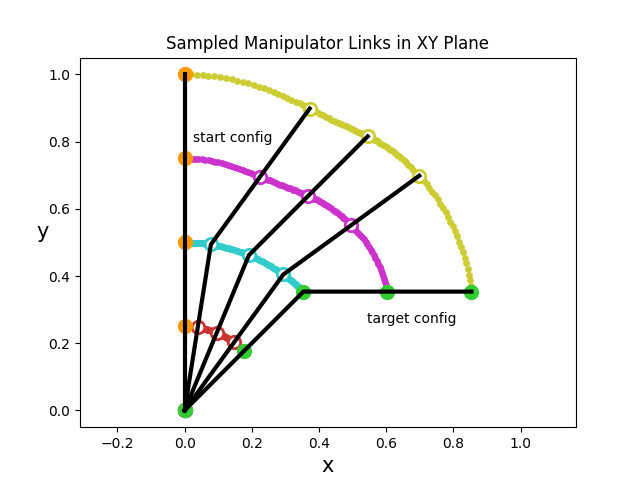 Sampled Manipulator Links in XY Plane
1.0
start config
0.8
0.6
y
0.4
target config
0.2
0.0
−0.2 0.0 0.2 0.4 0.6 0.8 1.0
x